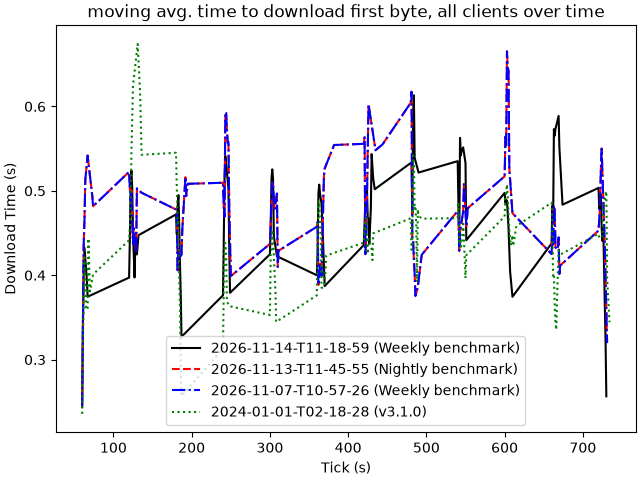 moving avg. time to download first byte, all clients over time
Download Time (s)
0.6
0.5
0.4
0.3
2026-11-14-T11-18-59 (Weekly benchmark)
2026-11-13-T11-45-55 (Nightly benchmark)
2026-11-07-T10-57-26 (Weekly benchmark)
2024-01-01-T02-18-28 (v3.1.0)
100 200 300 400 500 600 700
Tick (s)